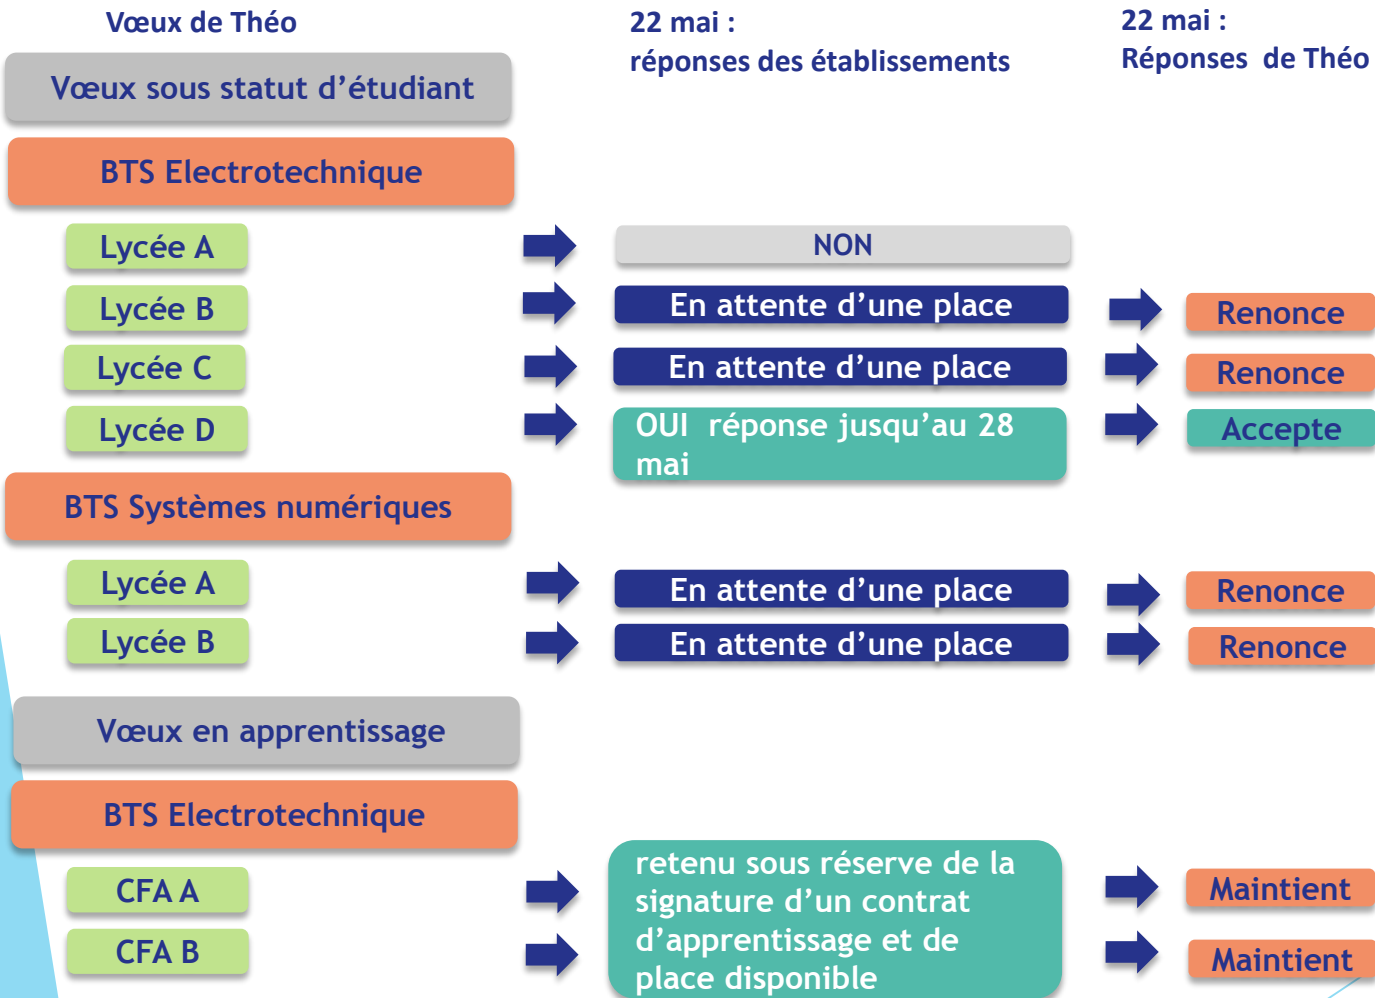 Vœux de Théo
22 mai :
réponses des établissements
22 mai :
Réponses de Théo
Vœux sous statut d’étudiant
BTS Electrotechnique
Lycée A
NON
Lycée B
En attente d’une place
Renonce
Lycée C
En attente d’une place
Renonce
Lycée D
OUI réponse jusqu’au 28
mai
Accepte
BTS Systèmes numériques
Lycée A
En attente d’une place
Renonce
Lycée B
En attente d’une place
Renonce
Vœux en apprentissage
BTS Electrotechnique
CFA A
CFA B
retenu sous réserve de la
signature d’un contrat
d’apprentissage et de
place disponible
Maintient
Maintient